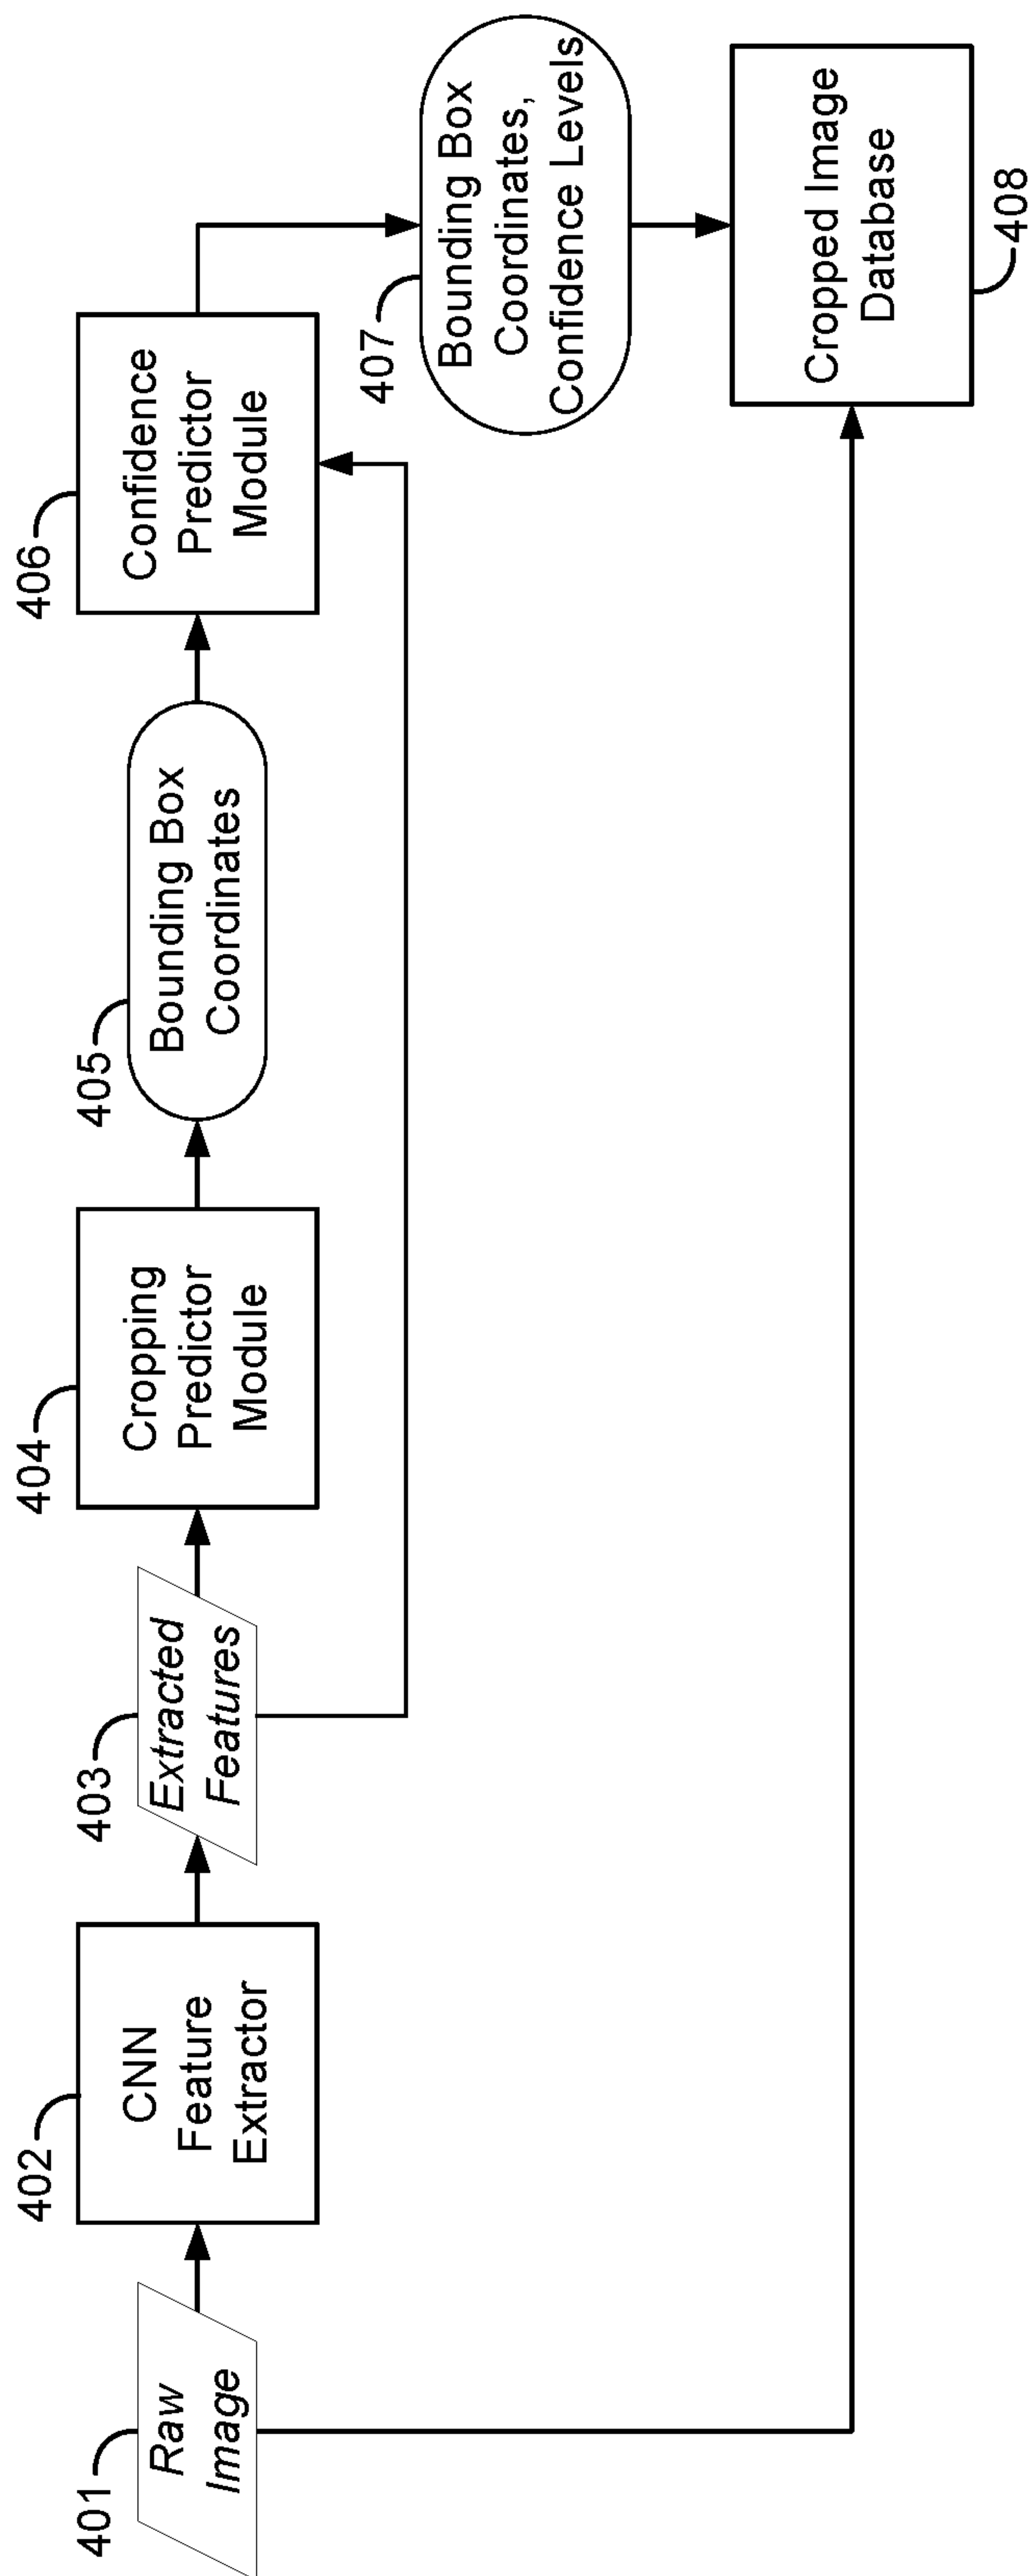 401
Raw
Image
402
CNN
Feature
Extractor
403
Extracted
Features
404
Cropping
Predictor
Module
405
Bounding Box
Coordinates
406
Confidence
Predictor
Module
407
Bounding Box
Coordinates,
Confidence Levels
Cropped Image
Database
408